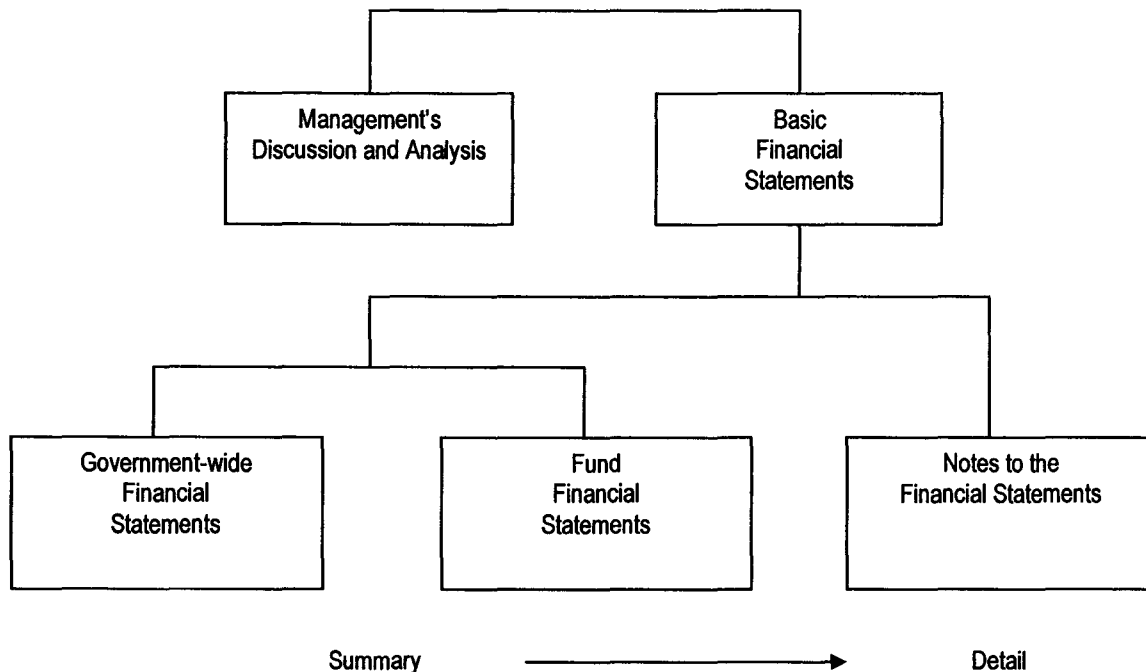 Management's
Discussion and Analysis
Basic
Financial
Statements
Government-wide
Financial
Statements
Fund
Financial
Statements
Notes to the
Financial Statements
Summary
Detail